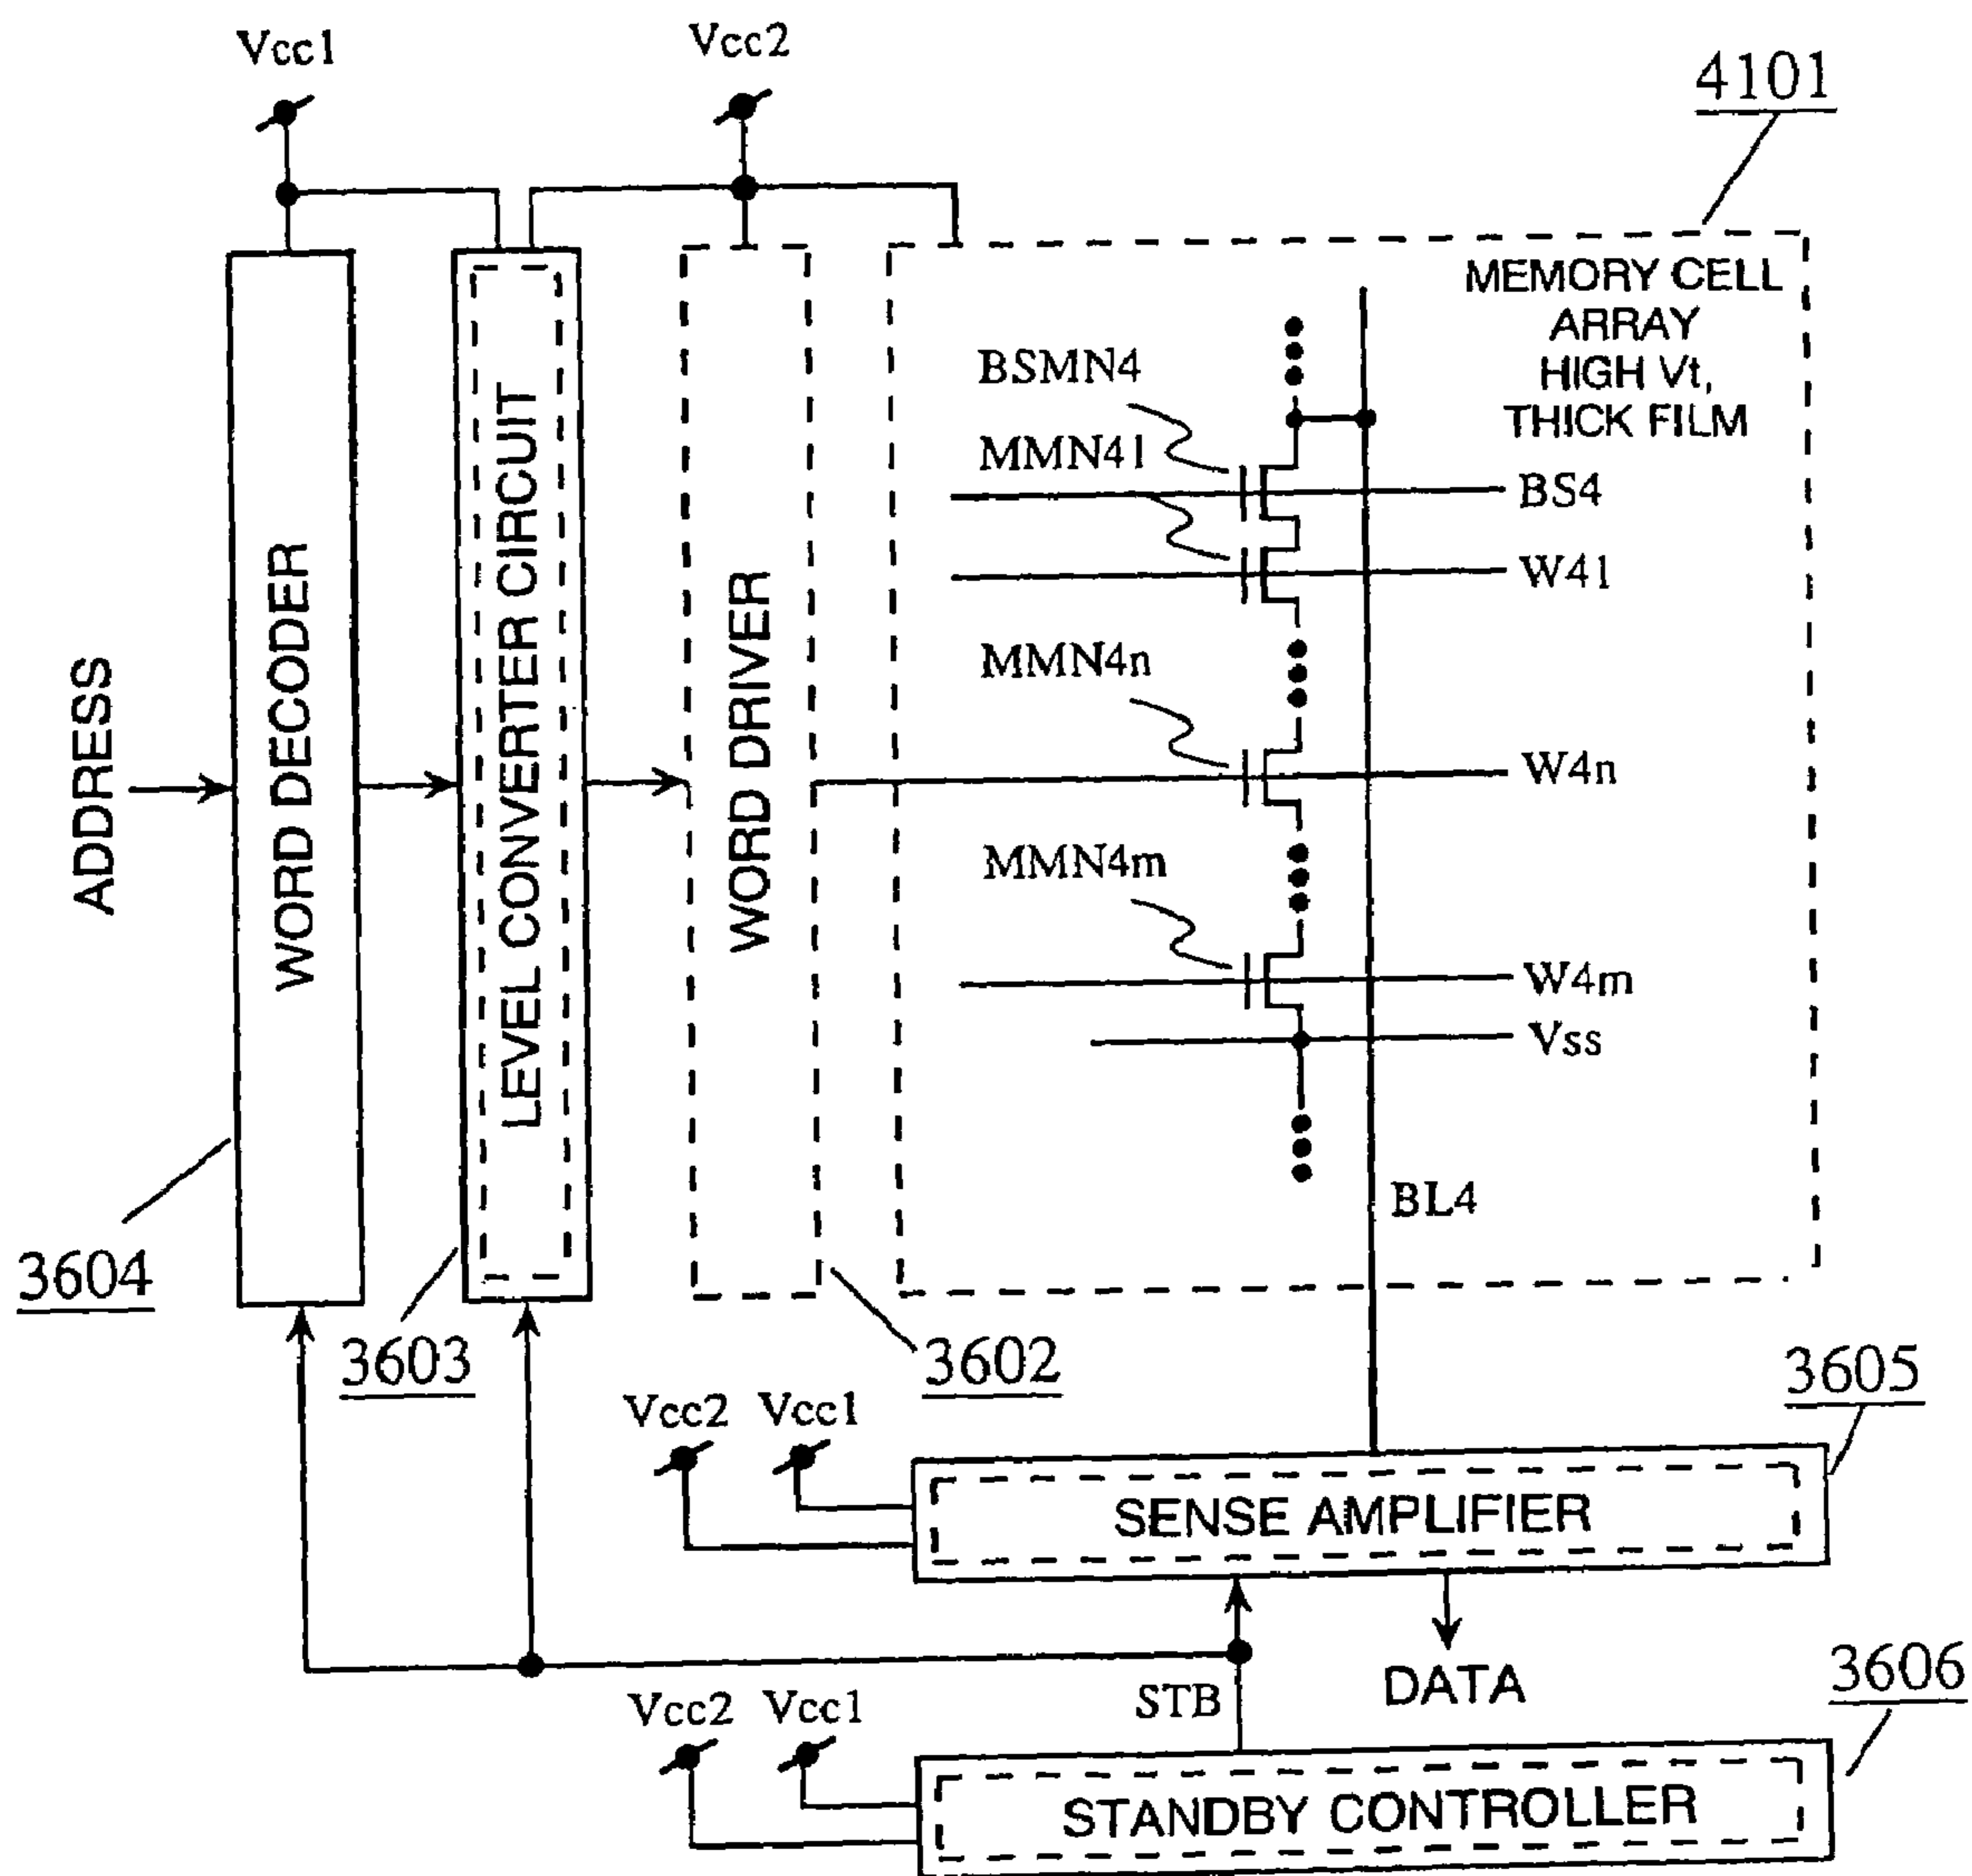 Vcc1
Vcc2
4101
MEMORY CELL
ARRAY
HIGH Vt,
THICK FILM
BSMN4
MMN41
BS4
W41
MMN4n
W4n
MMN4m
W4m
Vss
BL4
ADDRESS
WORD DECODER
LEVEL CONVERTER CIRCUIT
WORD DRIVER
3604
3603
3602
3605
Vcc2
Vcc1
SENSE AMPLIFIER
DATA
STB
3606
Vcc2
Vcc1
STANDBY CONTROLLER